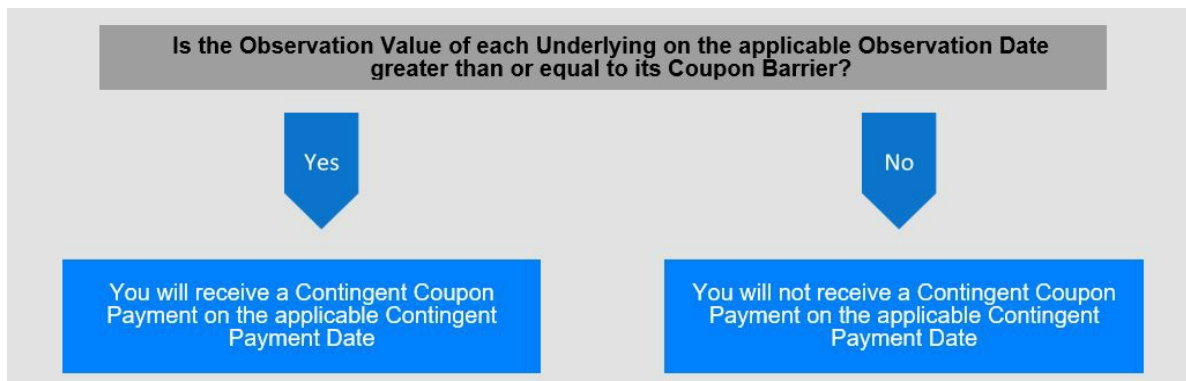 Is the Observation Value of each Underlying on the applicable Observation Date
greater than or equal to its Coupon Barrier?
Yes
No
You will receive a Contingent Coupon
Payment on the applicable Contingent
Payment Date
You will not receive a Contingent Coupon
Payment on the applicable Contingent
Payment Date